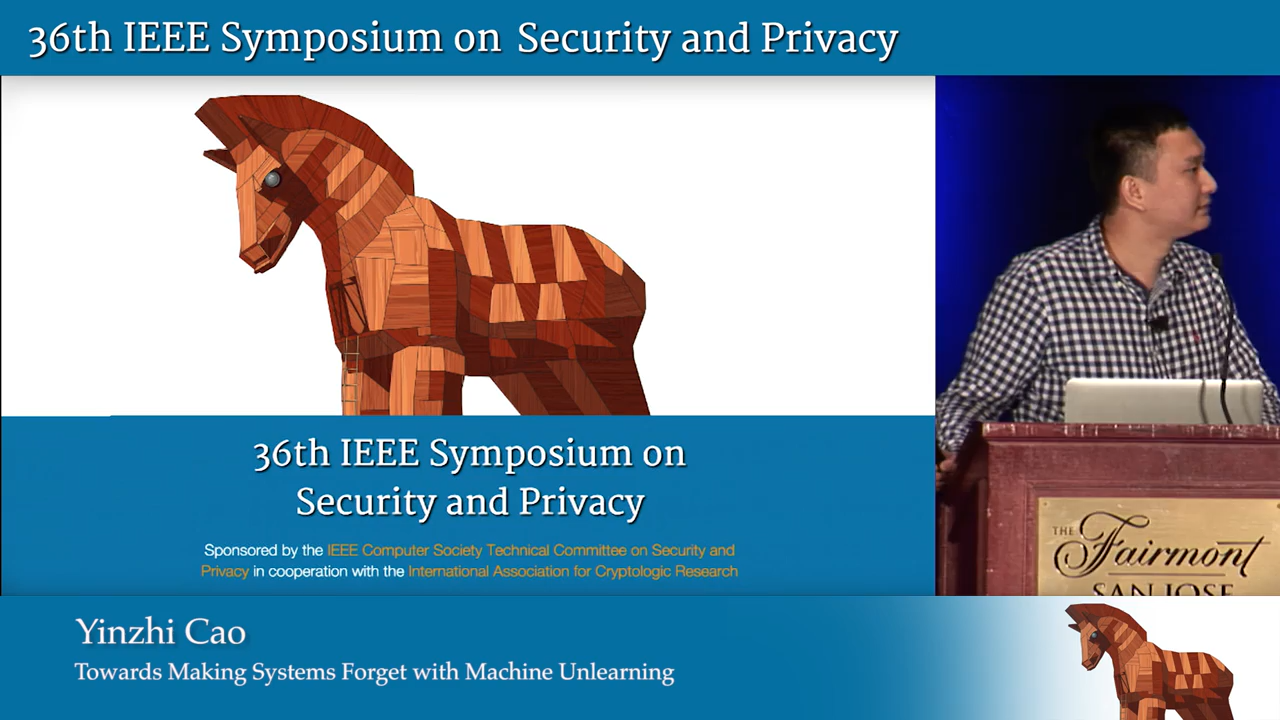 36th IEEE Symposium on Security and Privacy
36th IEEE Symposium on
Security and Privacy
Sponsored by the IEEE Computer Society Technical Committee on Security and
Privacy in cooperation with the International Association for Cryptologic Research
THE Fairmont
SAN JOSE
Yinzhi Cao
Towards Making Systems Forget with Machine Unlearning